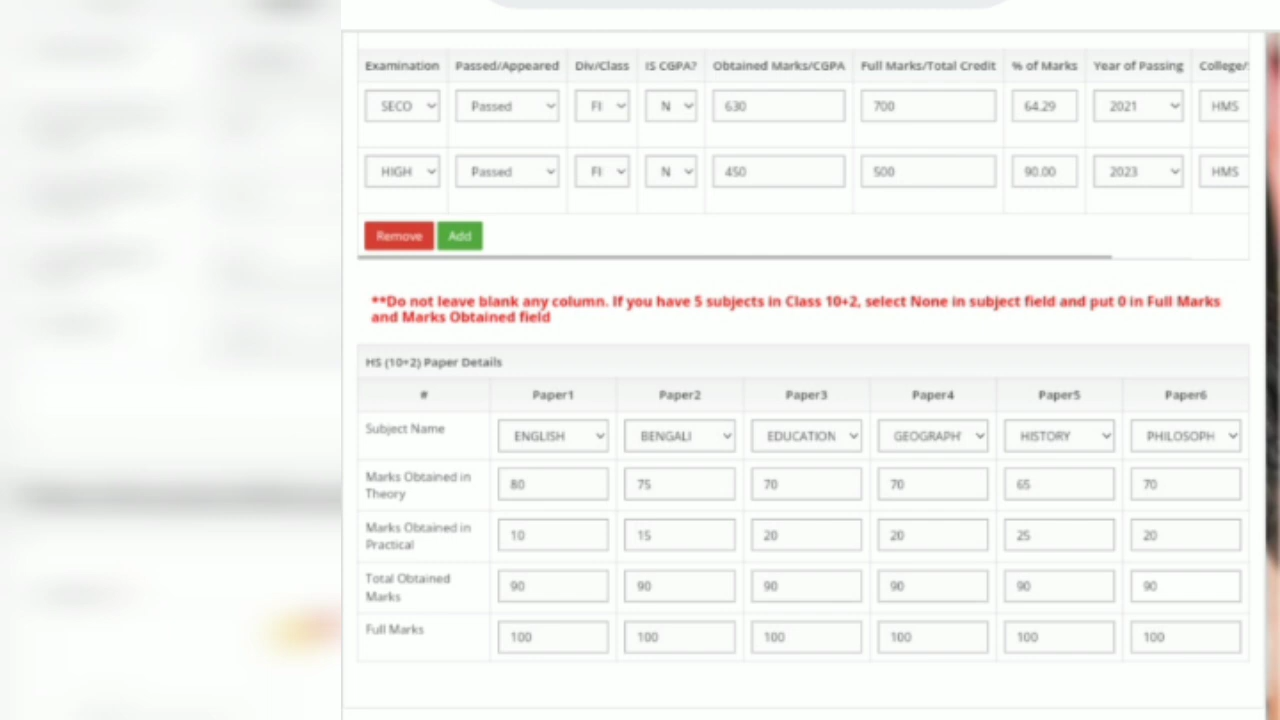 Examination Passed/Appeared Div/Class IS CGPA? Obtained Marks/CGPA Full Marks/Total Credit % of Marks Year of Passing College/
SECO Passed FI N 630 700 64.29 2021 HMS
HIGH Passed FI N 450 500 90.00 2023 HMS
Remove Add
**Do not leave blank any column. If you have 5 subjects in Class 10+2, select None in subject field and put 0 in Full Marks
and Marks Obtained field
HS (10+2) Paper Details
# Paper1 Paper2 Paper3 Paper4 Paper5 Paper6
Subject Name ENGLISH BENGALI EDUCATION GEOGRAPH HISTORY PHILOSOPH
Marks Obtained in
Theory 80 75 70 70 65 70
Marks Obtained in
Practical 10 15 20 20 25 20
Total Obtained
Marks 90 90 90 90 90 90
Full Marks 100 100 100 100 100 100